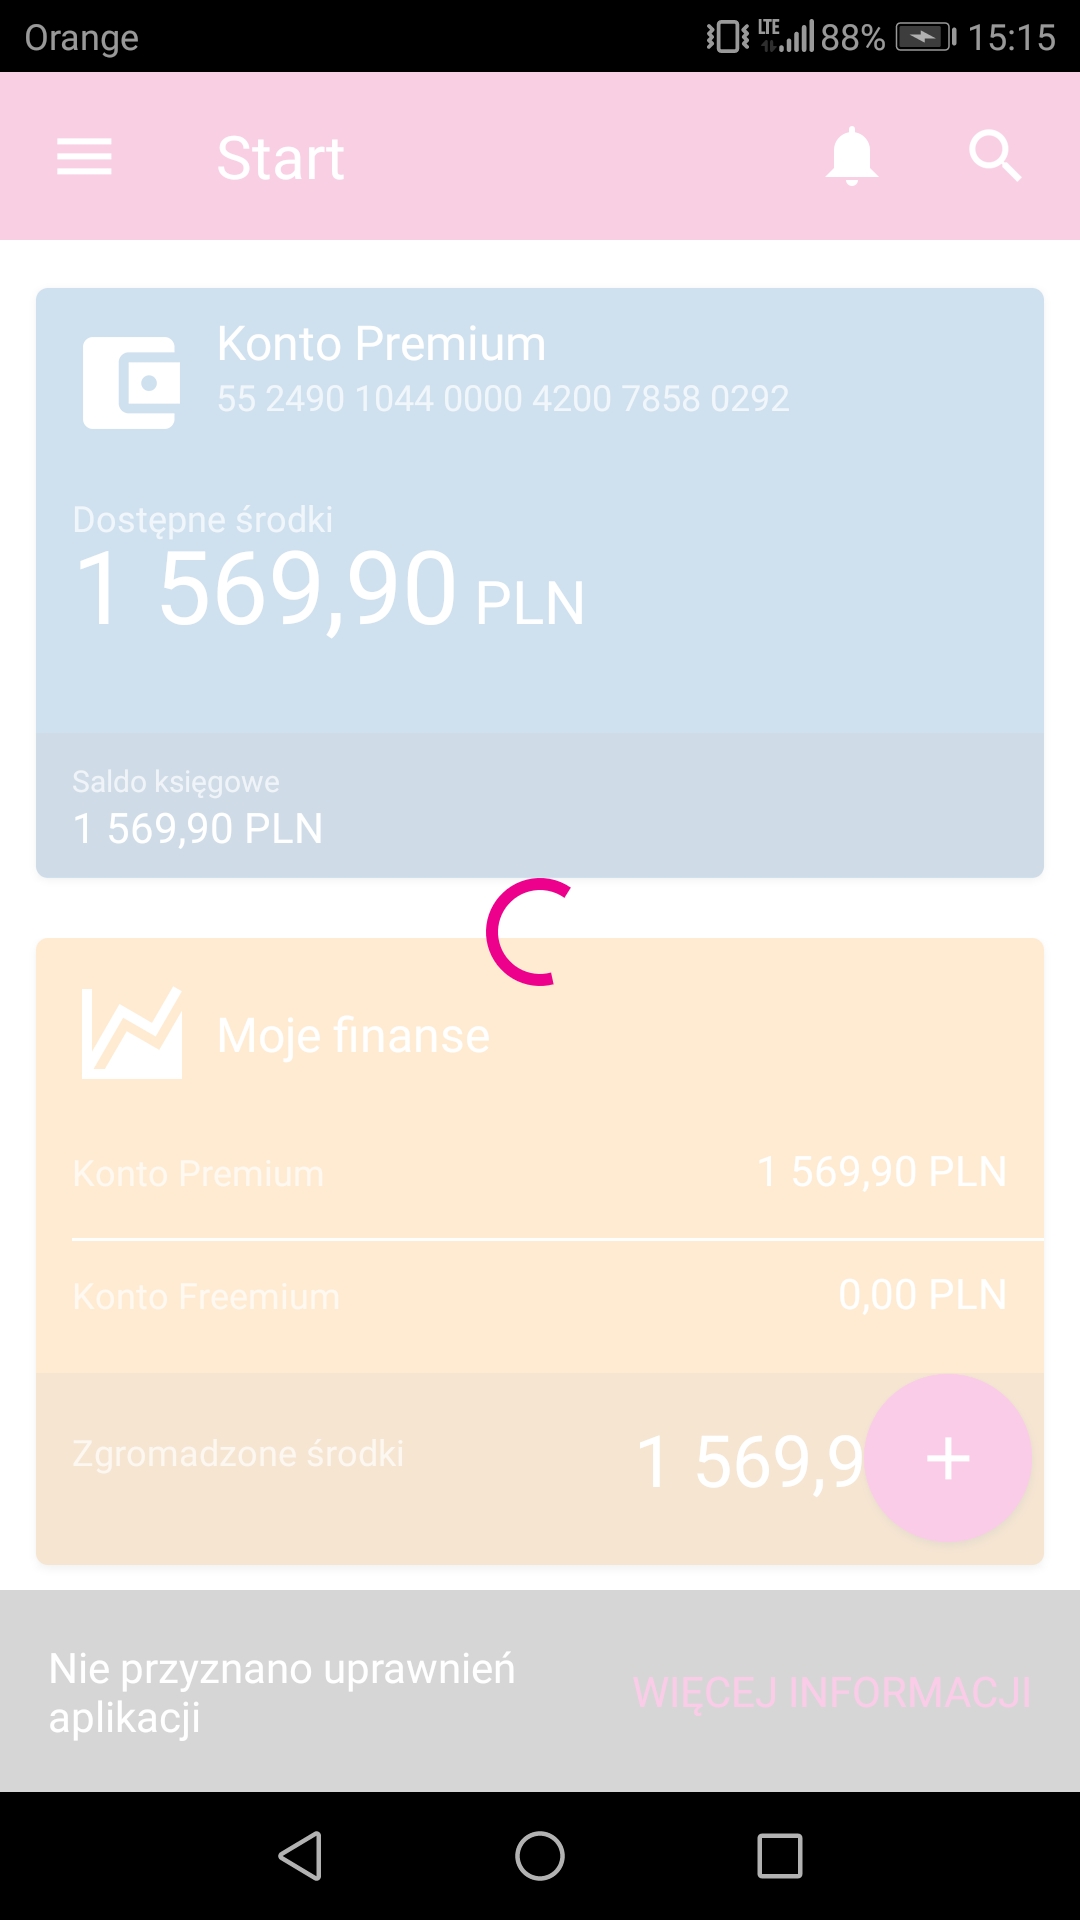 Orange LTE 88% 15:15
Start
Konto Premium
55 2490 1044 0000 4200 7858 0292
Dostępne środki
1 569,90 PLN
Saldo księgowe
1 569,90 PLN
Moje finanse
Konto Premium 1 569,90 PLN
Konto Freemium 0,00 PLN
Zgromadzone środki 1 569,9
Nie przyznano uprawnień
aplikacji
WIĘCEJ INFORMACJI